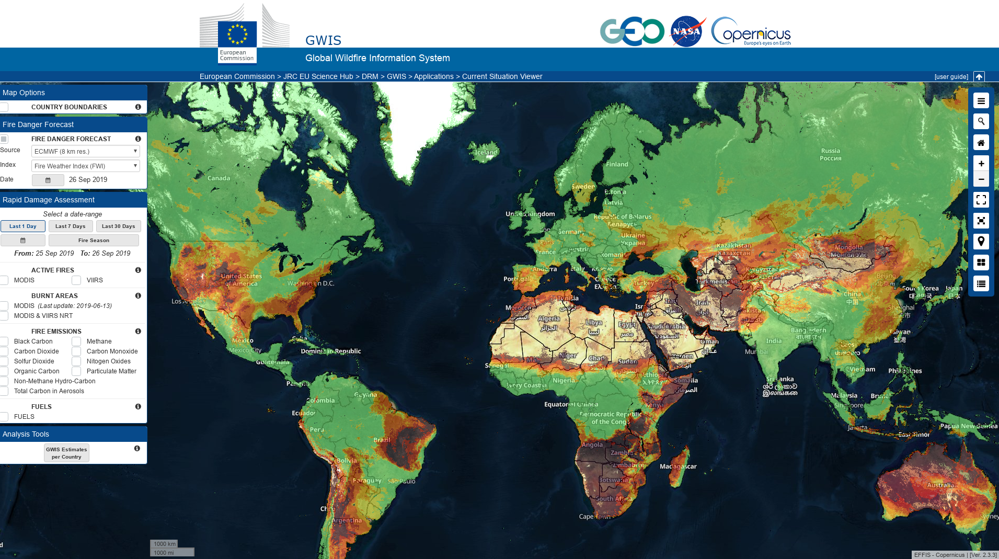 European
Commission
GWIS
GEO
NASA
opernicus
Europe's eyes on Earth
Global Wildfire Information System
European Commission > JRC EU Science Hub > DRM > GWIS > Applications > Current Situation Viewer
[user guide]
Map Options
COUNTRY BOUNDARIES
Fire Danger Forecast
FIRE DANGER FORECAST
Source
ECMWF (8 km res.)
Index
Fire Weather Index (FWI)
Date
26 Sep 2019
Rapid Damage Assessment
Select a date-range
Last 1 Day
Last 7 Days
Last 30 Days
Fire Season
From: 25 Sep 2019 To: 26 Sep 2019
ACTIVE FIRES
MODIS
VIIRS
BURNT AREAS
MODIS (Last update: 2019-06-13)
MODIS & VIIRS NRT
FIRE EMISSIONS
Black Carbon
Methane
Carbon Dioxide
Carbon Monoxide
Solfur Dioxide
Nitogen Oxides
Organic Carbon
Particulate Matter
Non-Methane Hydro-Carbon
Total Carbon in Aerosols
FUELS
FUELS
Analysis Tools
GWIS Estimates
per Country
Iceland
Russia
Россия
Finland
Canada
Sweden
Estonia
Latvia
United Kingdom
Republic of Belarus
Беларусь
Germany
Ukraine
Україна
Paris
France
Kazakhstan
Казахстан
Mongolia
Монгол Улс
Andorra
Italy
Kosovo
United States
of America
Washington D.C.
Portugal
Greece
Turkey
Turkmenistan
Kyrgyzstan
Beijing
北京市
South Korea
대한민국
Japan
日本
Los Angeles
Tunisia
تونس
Morocco
المغرب
Iraq
العراق
Iran
ایران
China
中国
Pakistan
Shanghai
上海市
Algeria
الجزائر
Libya
ليبيا
Egypt
مصر
Saudi Arabia
السعودية
Bangladesh
Taiwan
臺灣
Mexico
Mexico City
Cuba
Dominican Republic
Oman
عمان
India
Mumbai
Laos
Guatemala
Senegal
Mali
Niger
Chad
تشاد
Sudan
السودان
Yemen
اليمن
Vietnam
Philippines
Panama
Ivory Coast
Nigeria
Ethiopia
Somalia
الصومال
Sri Lanka
ශ්‍රී ලංකාව
இலங்கை
Guyana
Colombia
Malaysia
Brunei
Singapore
Equatorial Guinea
Kenya
Ecuador
Democratic Republic
of the Congo
Peru
Jakarta
East Timor
Papua New Guinea
Brazil
Angola
Zambia
Bolivia
Zimbabwe
Madagascar
Paraguay
São Paulo
Botswana
Australia
South Africa
Chile
Cape Town
Argentina
Sydney
1000 km
1000 mi
EFFIS - Copernicus | [Ver. 2.3.3]